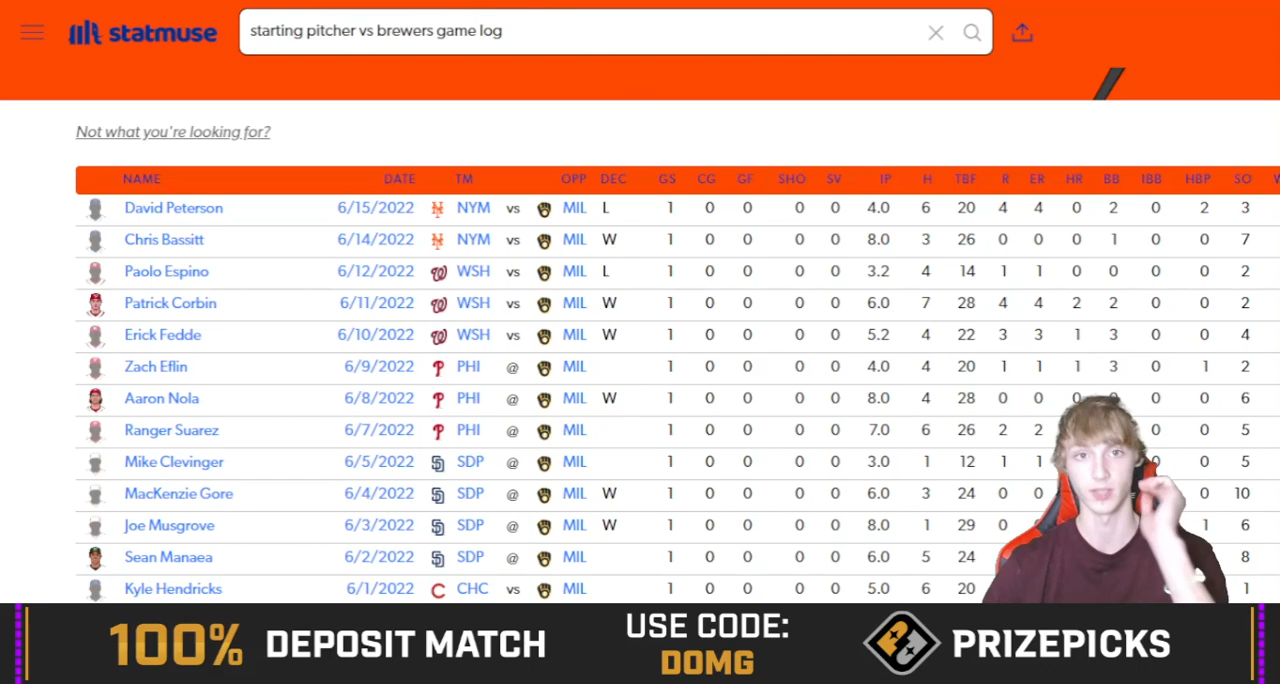 statmuse starting pitcher vs brewers game log
Not what you're looking for?
NAME DATE TM OPP DEC GS CG GF SHO SV IP H TBF R ER HR BB IBB HBP SO
David Peterson 6/15/2022 NYM vs MIL L 1 0 0 0 0 4.0 6 20 4 4 0 2 0 2 3
Chris Bassitt 6/14/2022 NYM vs MIL W 1 0 0 0 0 8.0 3 26 0 0 0 1 0 0 7
Paolo Espino 6/12/2022 WSH vs MIL L 1 0 0 0 0 3.2 4 14 1 1 0 0 0 0 2
Patrick Corbin 6/11/2022 WSH vs MIL W 1 0 0 0 0 6.0 7 28 4 4 2 2 0 0 2
Erick Fedde 6/10/2022 WSH vs MIL W 1 0 0 0 0 5.2 4 22 3 3 1 3 0 0 4
Zach Eflin 6/9/2022 PHI @ MIL 1 0 0 0 0 4.0 4 20 1 1 1 3 0 1 2
Aaron Nola 6/8/2022 PHI @ MIL W 1 0 0 0 0 8.0 4 28 0 0 0 0 0 0 6
Ranger Suarez 6/7/2022 PHI @ MIL 1 0 0 0 0 7.0 6 26 2 2 0 0 5
Mike Clevinger 6/5/2022 SDP @ MIL 1 0 0 0 0 3.0 1 12 1 1 0 0 5
MacKenzie Gore 6/4/2022 SDP @ MIL W 1 0 0 0 0 6.0 3 24 0 0 0 10
Joe Musgrove 6/3/2022 SDP @ MIL W 1 0 0 0 0 8.0 1 29 0 1 6
Sean Manaea 6/2/2022 SDP @ MIL 1 0 0 0 0 6.0 5 24 8
Kyle Hendricks 6/1/2022 CHC vs MIL 1 0 0 0 0 5.0 6 20 1
100% DEPOSIT MATCH
USE CODE:
DOMG
PRIZEPICKS